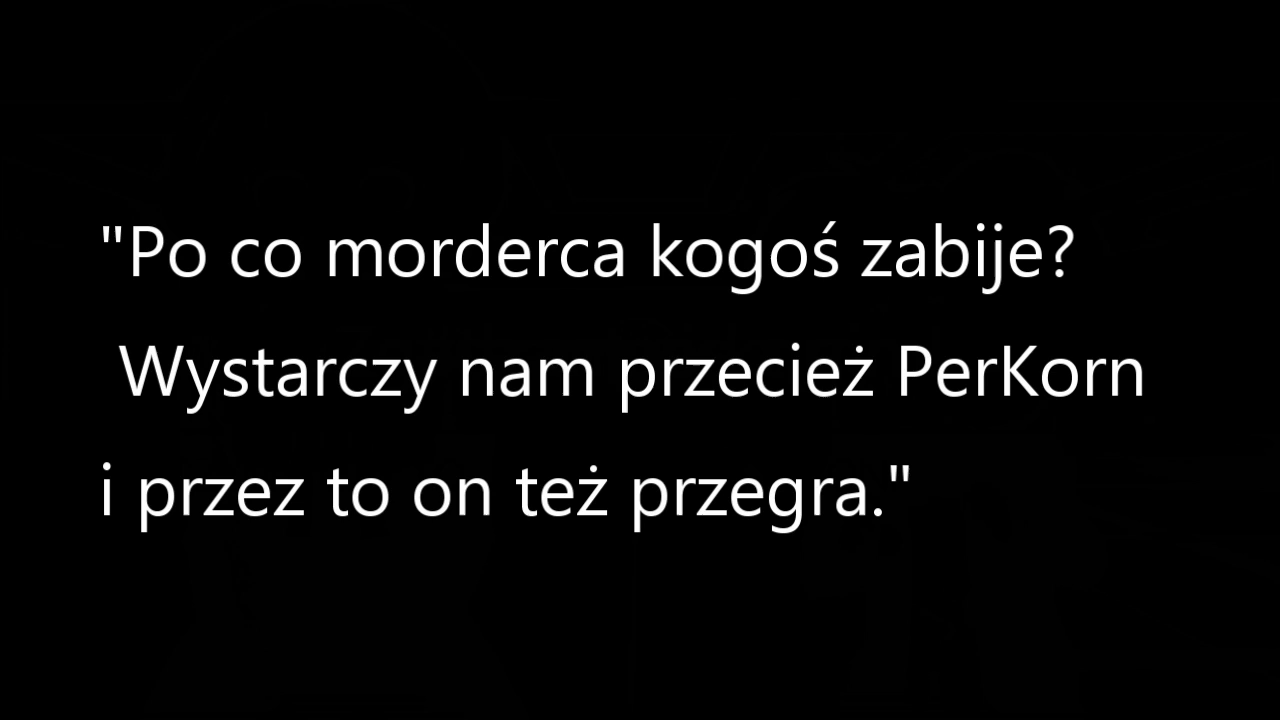 "Po co morderca kogoś zabije?
Wystarczy nam przecież PerKorn
i przez to on też przegra."